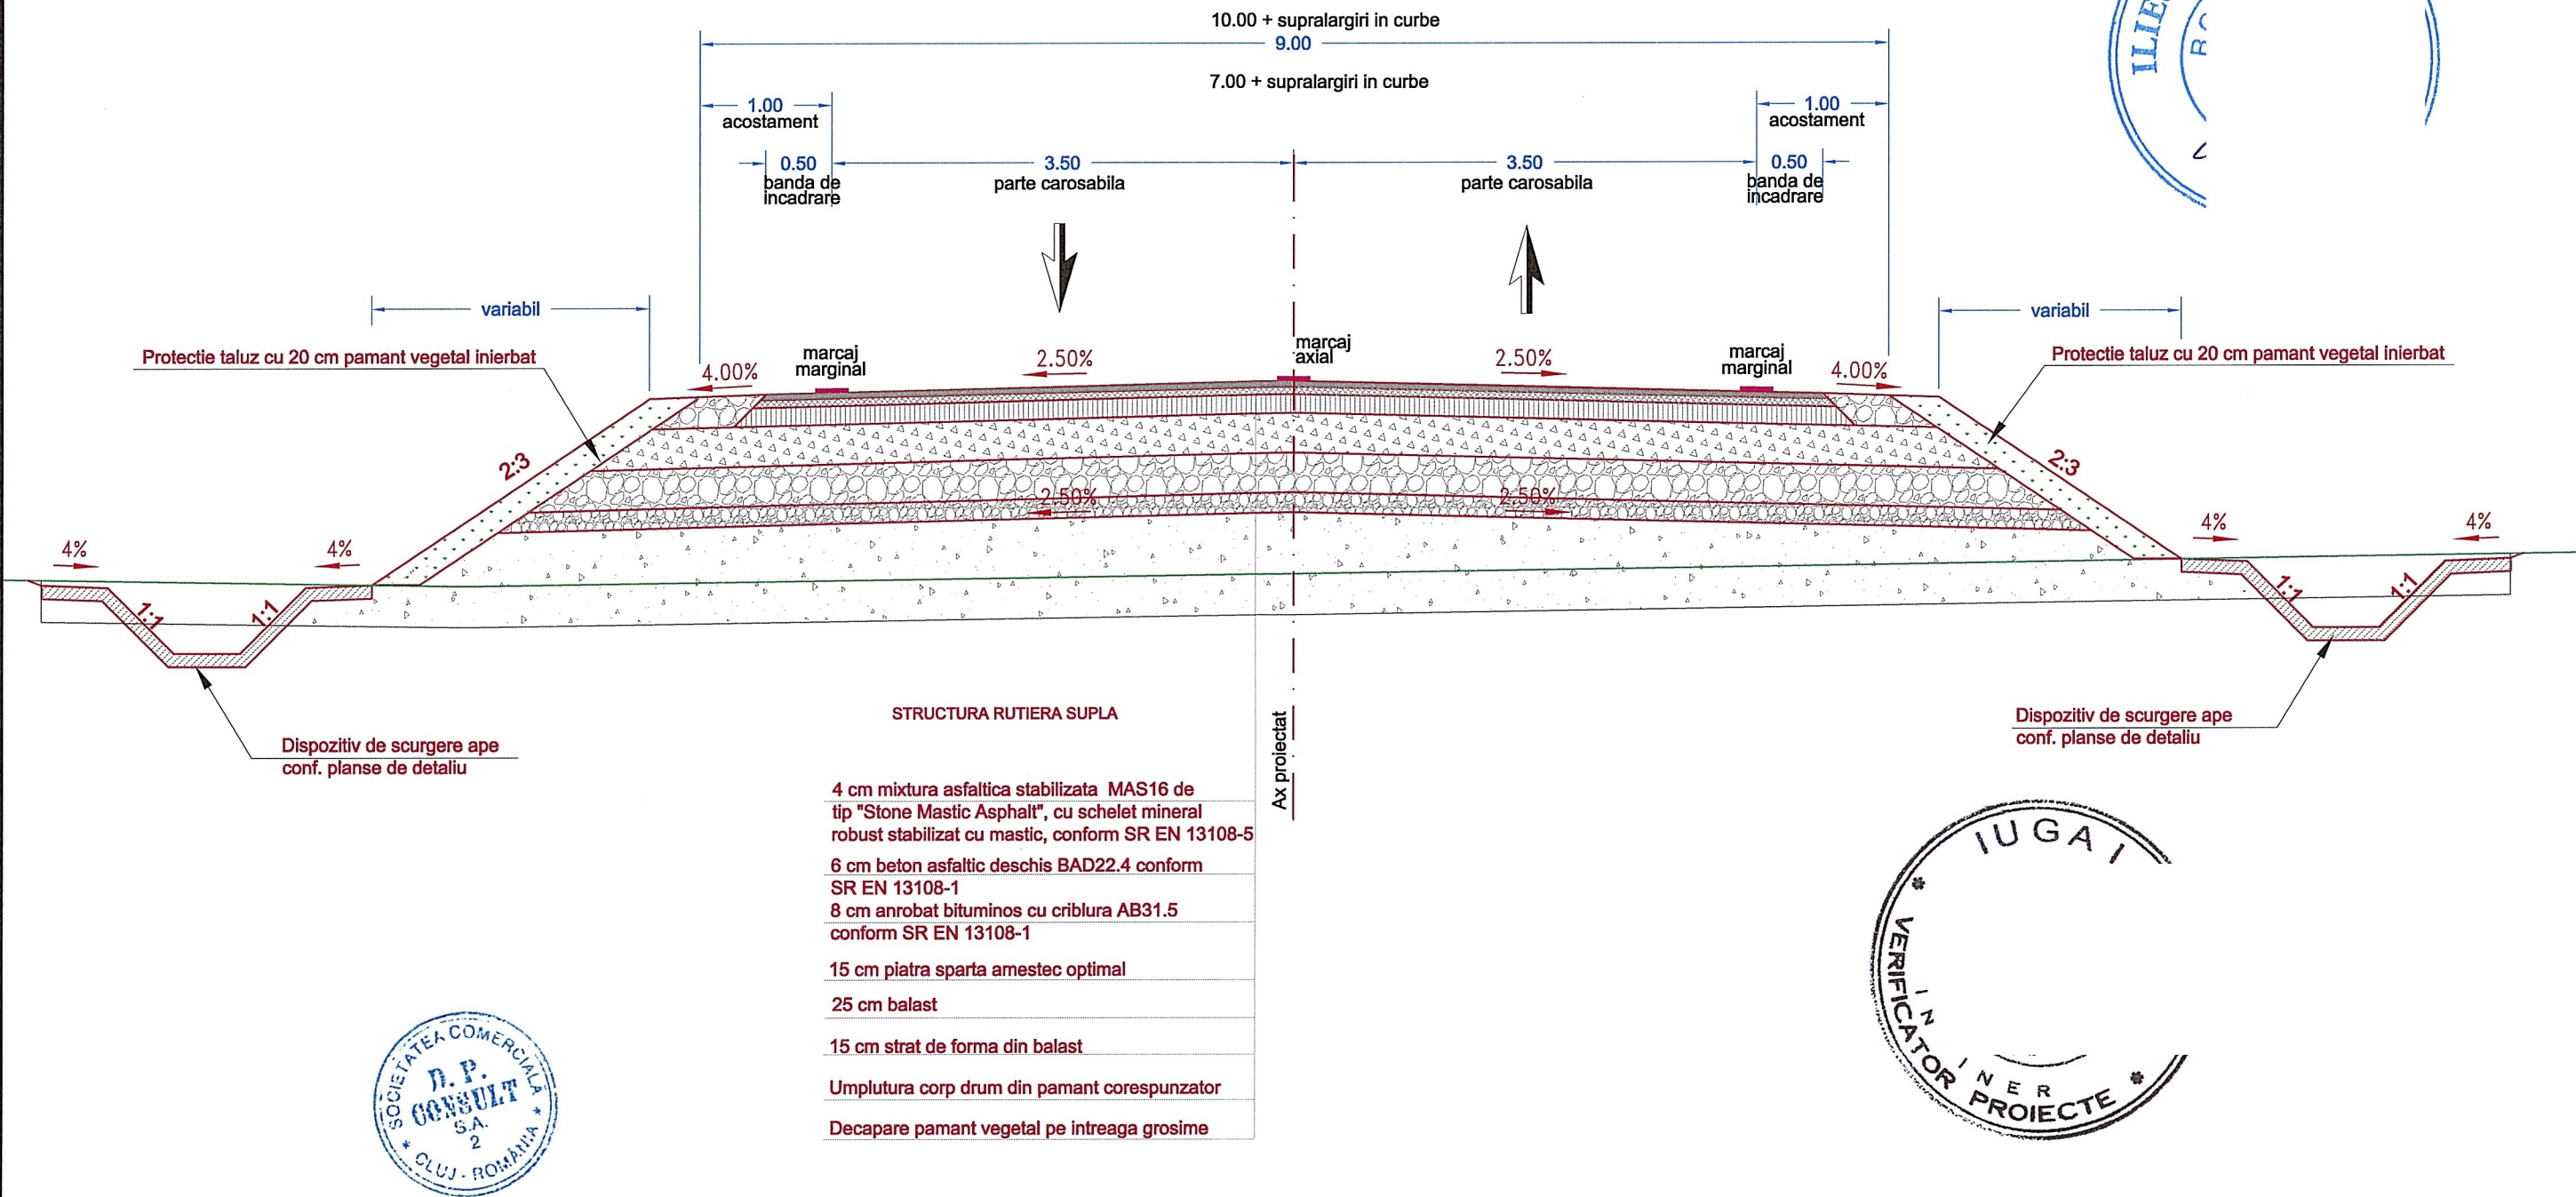 10.00 + supralargiri in curbe
9.00
7.00 + supralargiri in curbe
1.00
acostament
1.00
acostament
0.50
banda de
incadrare
3.50
parte carosabila
3.50
parte carosabila
0.50
banda de
incadrare
variabil
variabil
Protectie taluz cu 20 cm pamant vegetal inierbat
Protectie taluz cu 20 cm pamant vegetal inierbat
4.00%
marcaj
marginal
2.50%
marcaj
axial
2.50%
marcaj
marginal
4.00%
2:3
2:3
2.50%
2.50%
4%
4%
4%
4%
1:1
1:1
1:1
1:1
Dispozitiv de scurgere ape
conf. planse de detaliu
Dispozitiv de scurgere ape
conf. planse de detaliu
Ax proiectat
STRUCTURA RUTIERA SUPLA
4 cm mixtura asfaltica stabilizata MAS16 de
tip "Stone Mastic Asphalt", cu schelet mineral
robust stabilizat cu mastic, conform SR EN 13108-5
6 cm beton asfaltic deschis BAD22.4 conform
SR EN 13108-1
8 cm anrobat bituminos cu criblura AB31.5
conform SR EN 13108-1
15 cm piatra sparta amestec optimal
25 cm balast
15 cm strat de forma din balast
Umplutura corp drum din pamant corespunzator
Decapare pamant vegetal pe intreaga grosime
SOCIETATEA COMERCIALĂ
D. P.
CONSULT
S.A.
2
* CLUJ - ROMÂNIA *
IUGA I
* VERIFICATOR PROIECTE *
IN
INER
ILIE
RO